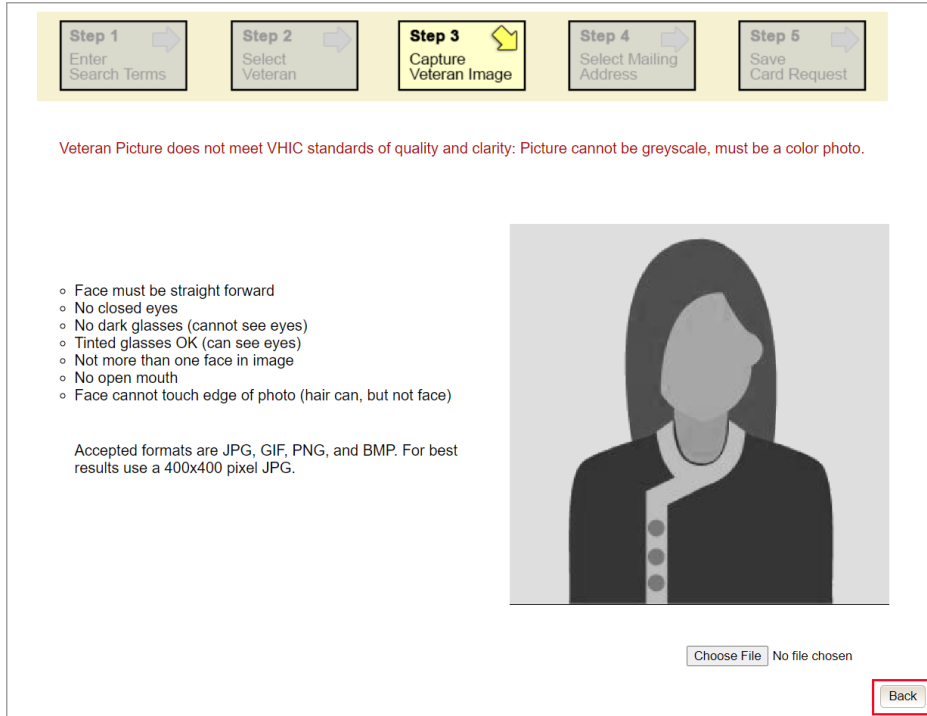 Step 1
Enter
Search Terms
Step 2
Select
Veteran
Step 3
Capture
Veteran Image
Step 4
Select Mailing
Address
Step 5
Save
Card Request
Veteran Picture does not meet VHIC standards of quality and clarity: Picture cannot be greyscale, must be a color photo.
Face must be straight forward
No closed eyes
No dark glasses (cannot see eyes)
Tinted glasses OK (can see eyes)
Not more than one face in image
No open mouth
Face cannot touch edge of photo (hair can, but not face)
Accepted formats are JPG, GIF, PNG, and BMP. For best
results use a 400x400 pixel JPG.
Choose File No file chosen
Back